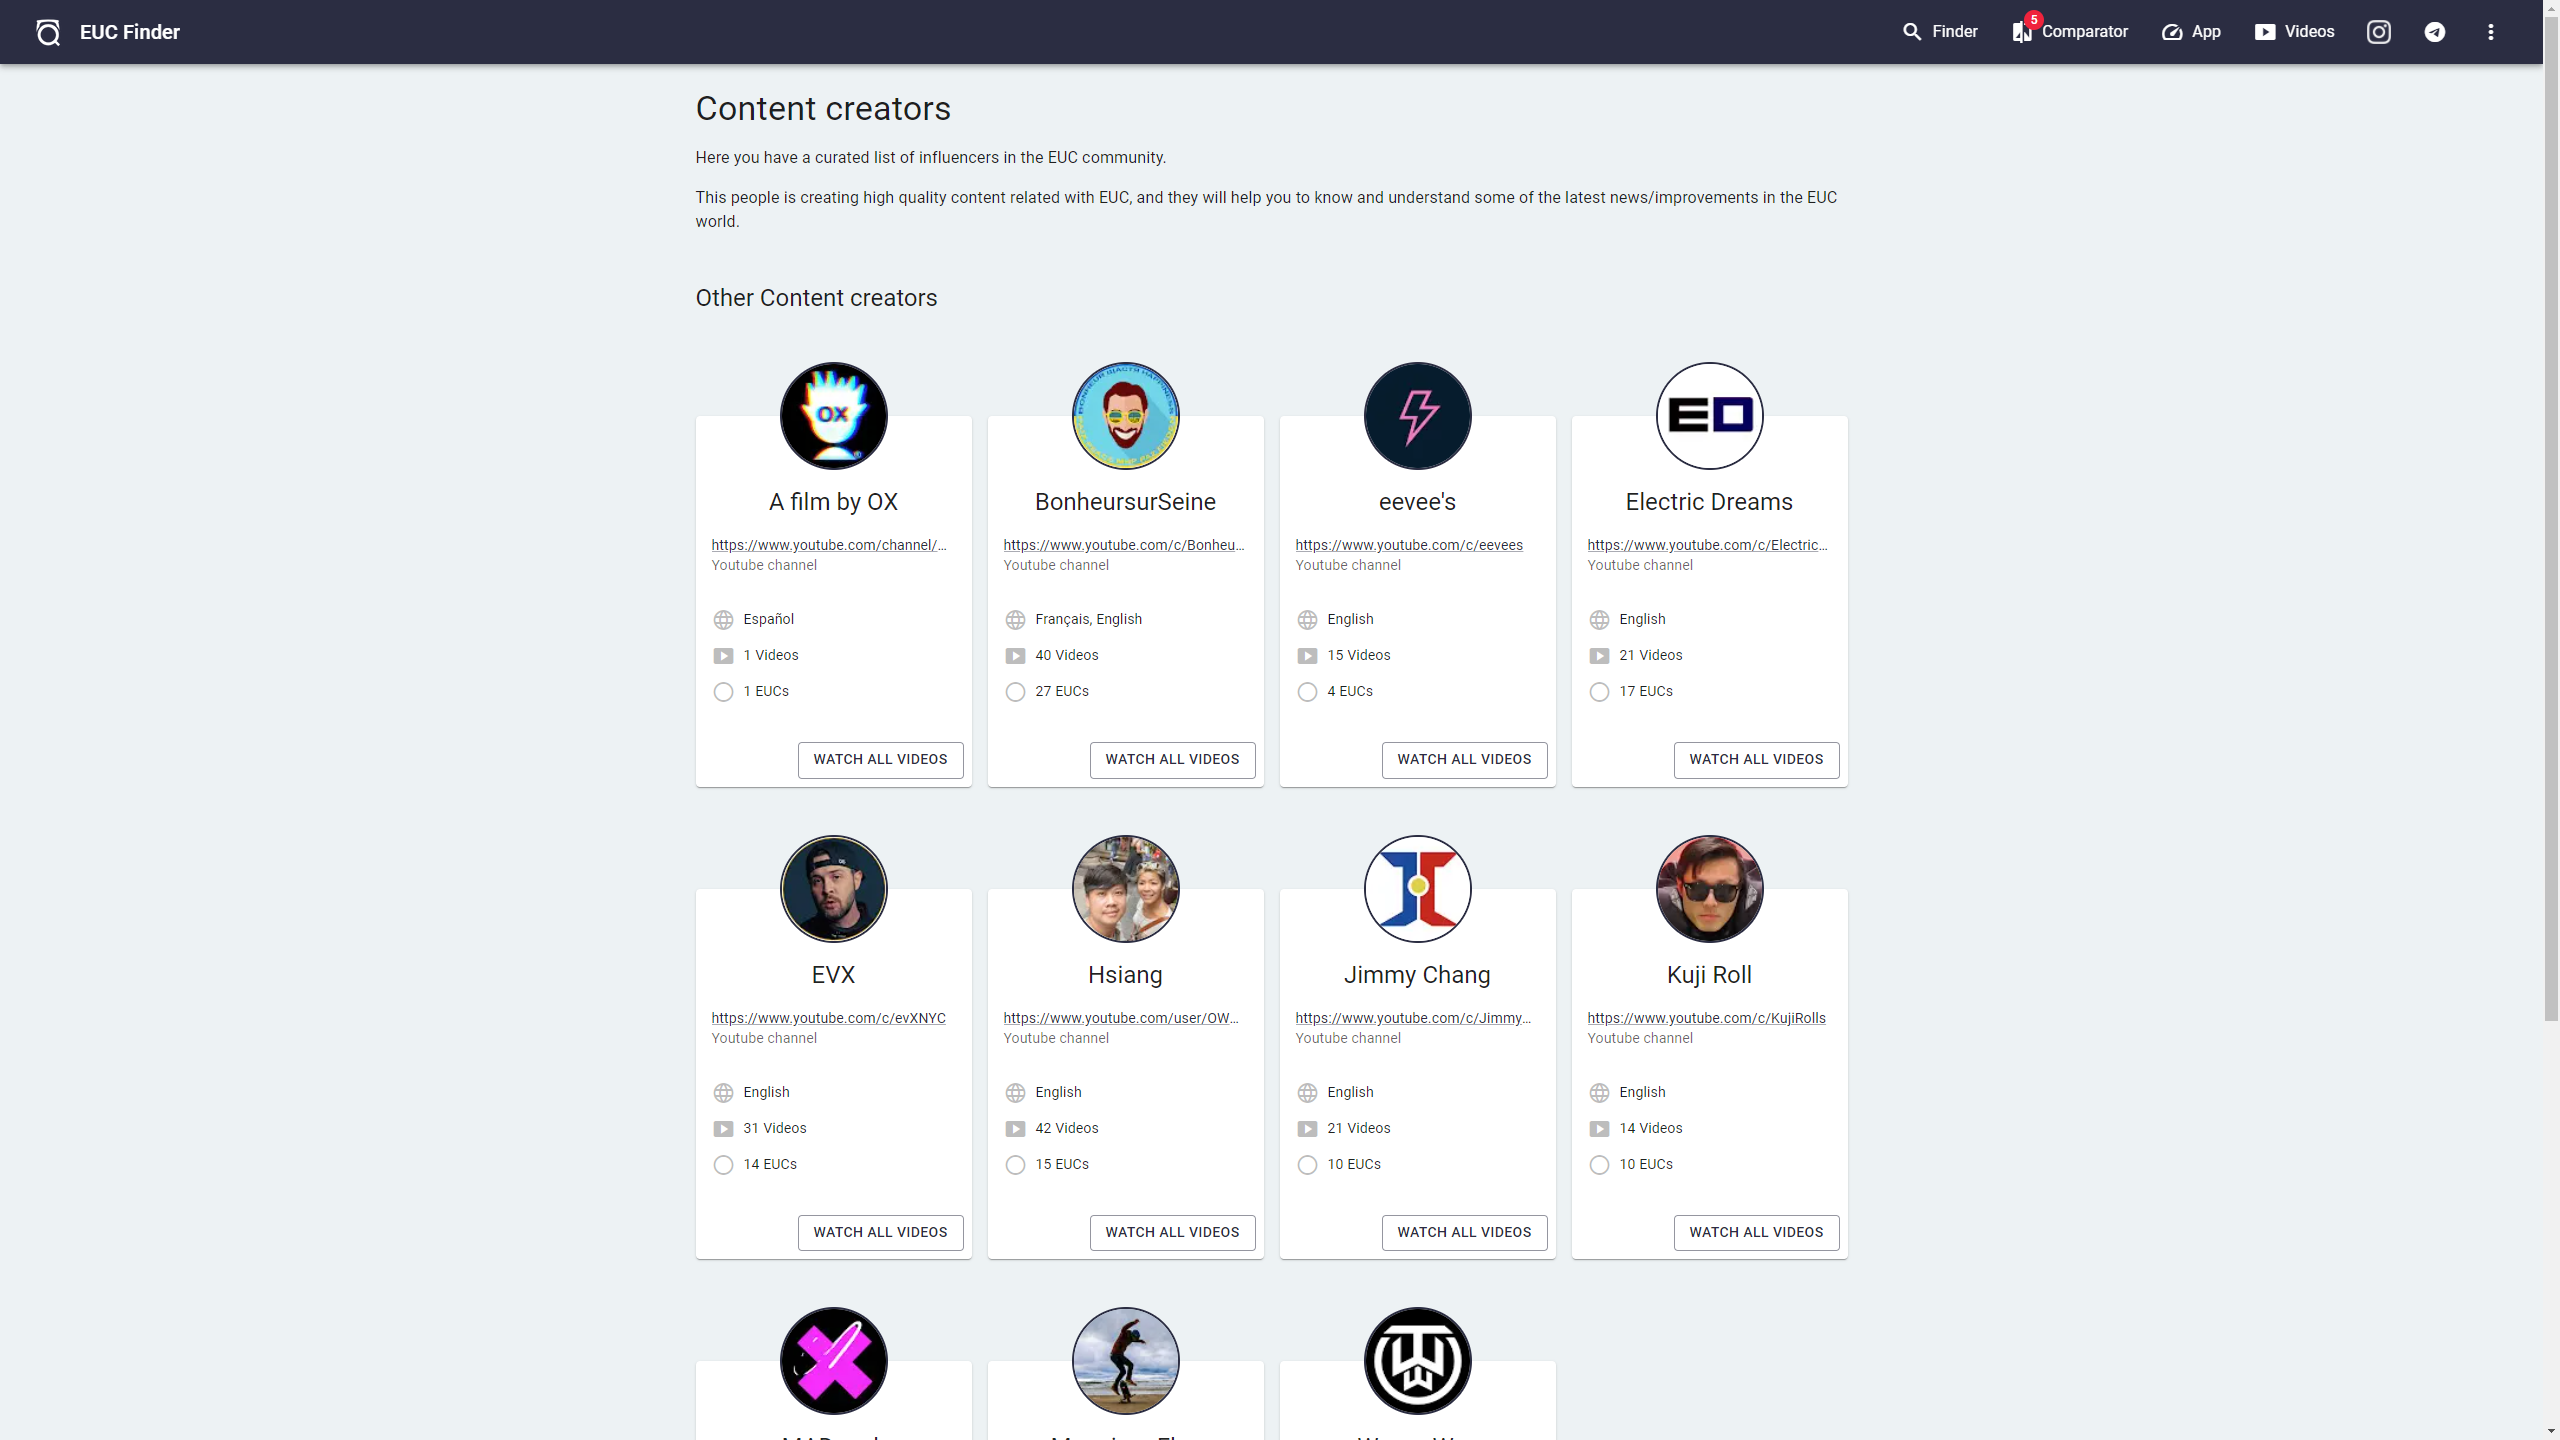 EUC Finder
Finder
5
Comparator
App
Videos
Content creators
Here you have a curated list of influencers in the EUC community.
This people is creating high quality content related with EUC, and they will help you to know and understand some of the latest news/improvements in the EUC
world.
Other Content creators
OX
ED
A film by OX
https://www.youtube.com/channel/...
Youtube channel
Español
1 Videos
1 EUCs
WATCH ALL VIDEOS
BonheursurSeine
https://www.youtube.com/c/Bonheu...
Youtube channel
Français, English
40 Videos
27 EUCs
WATCH ALL VIDEOS
eevee's
https://www.youtube.com/c/eevees
Youtube channel
English
15 Videos
4 EUCs
WATCH ALL VIDEOS
Electric Dreams
https://www.youtube.com/c/Electric...
Youtube channel
English
21 Videos
17 EUCs
WATCH ALL VIDEOS
EVX
https://www.youtube.com/c/evXNYC
Youtube channel
English
31 Videos
14 EUCs
WATCH ALL VIDEOS
Hsiang
https://www.youtube.com/user/OW...
Youtube channel
English
42 Videos
15 EUCs
WATCH ALL VIDEOS
Jimmy Chang
https://www.youtube.com/c/Jimmy...
Youtube channel
English
21 Videos
10 EUCs
WATCH ALL VIDEOS
Kuji Roll
https://www.youtube.com/c/KujiRolls
Youtube channel
English
14 Videos
10 EUCs
WATCH ALL VIDEOS